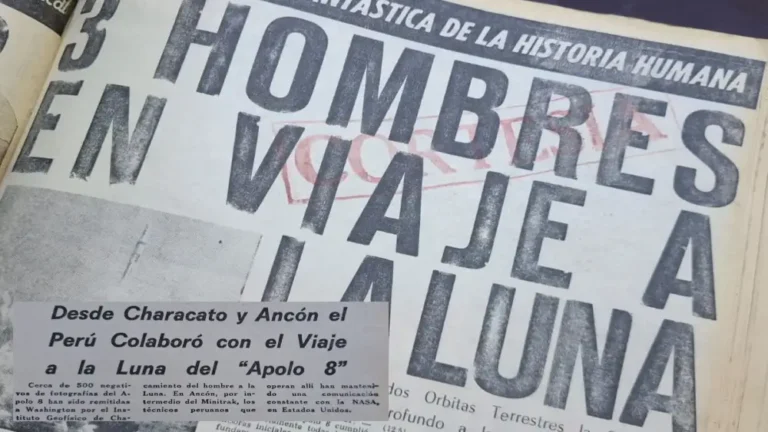 FANTASTICA DE LA HISTORIA HUMANA
3 HOMBRES
EN VIAJE A
LA LUNA
CORTESIA
Desde Characato y Ancón el
Perú Colaboró con el Viaje
a la Luna del “Apolo 8”
Cerca de 500 negati-
vos de fotografías del A-
polo 8 han sido remitidas
a Washington por el Ins-
tituto Geofísico de Cha-
camiento del hombre a la
Luna. En Ancón, por in-
termedio del Minitrak, los
técnicos peruanos que
operan allí han manteni-
do una comunicación
constante con la NASA,
en Estados Unidos.
dos Orbitas Terrestres
profundo a